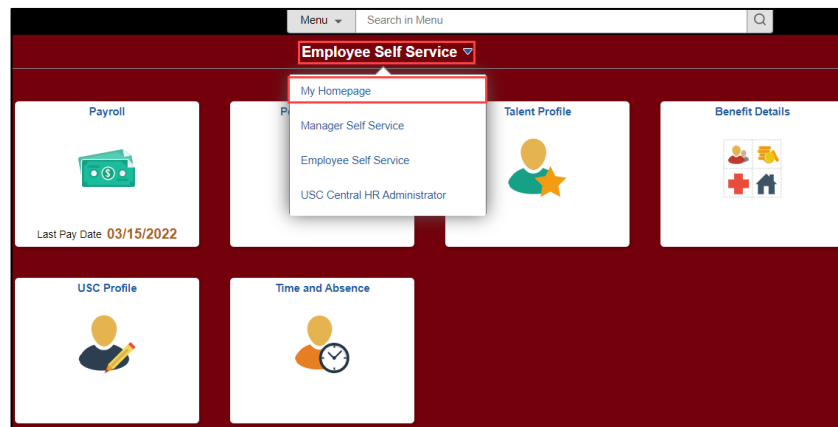 Menu Search in Menu
Employee Self Service
My Homepage
Manager Self Service
Employee Self Service
USC Central HR Administrator
Payroll
Last Pay Date 03/15/2022
Talent Profile
Benefit Details
USC Profile
Time and Absence